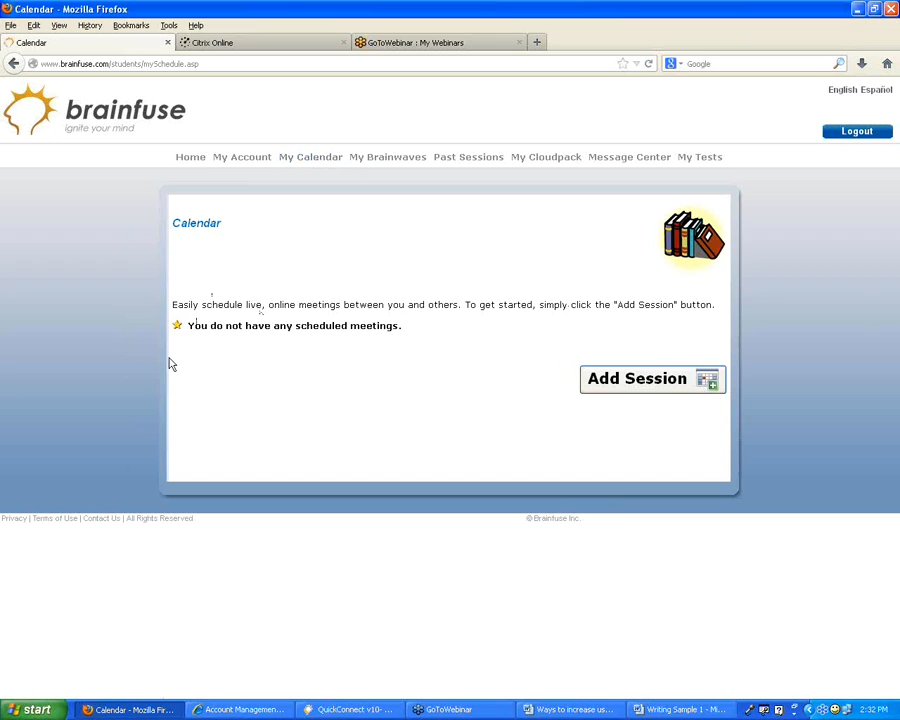 Calendar - Mozilla Firefox
File Edit View History Bookmarks Tools Help
Calendar Citrix Online GoToWebinar : My Webinars
www.brainfuse.com/students/mySchedule.asp Google
brainfuse
ignite your mind
English Español
Logout
Home My Account My Calendar My Brainwaves Past Sessions My Cloudpack Message Center My Tests
Calendar
Easily schedule live, online meetings between you and others. To get started, simply click the "Add Session" button.
You do not have any scheduled meetings.
Add Session
Privacy | Terms of Use | Contact Us | All Rights Reserved
© Brainfuse Inc.
start Calendar - Mozilla Fir... Account Managemen... QuickConnect v10- ... GoToWebinar Ways to increase us... Writing Sample 1 - Mi... 2:32 PM